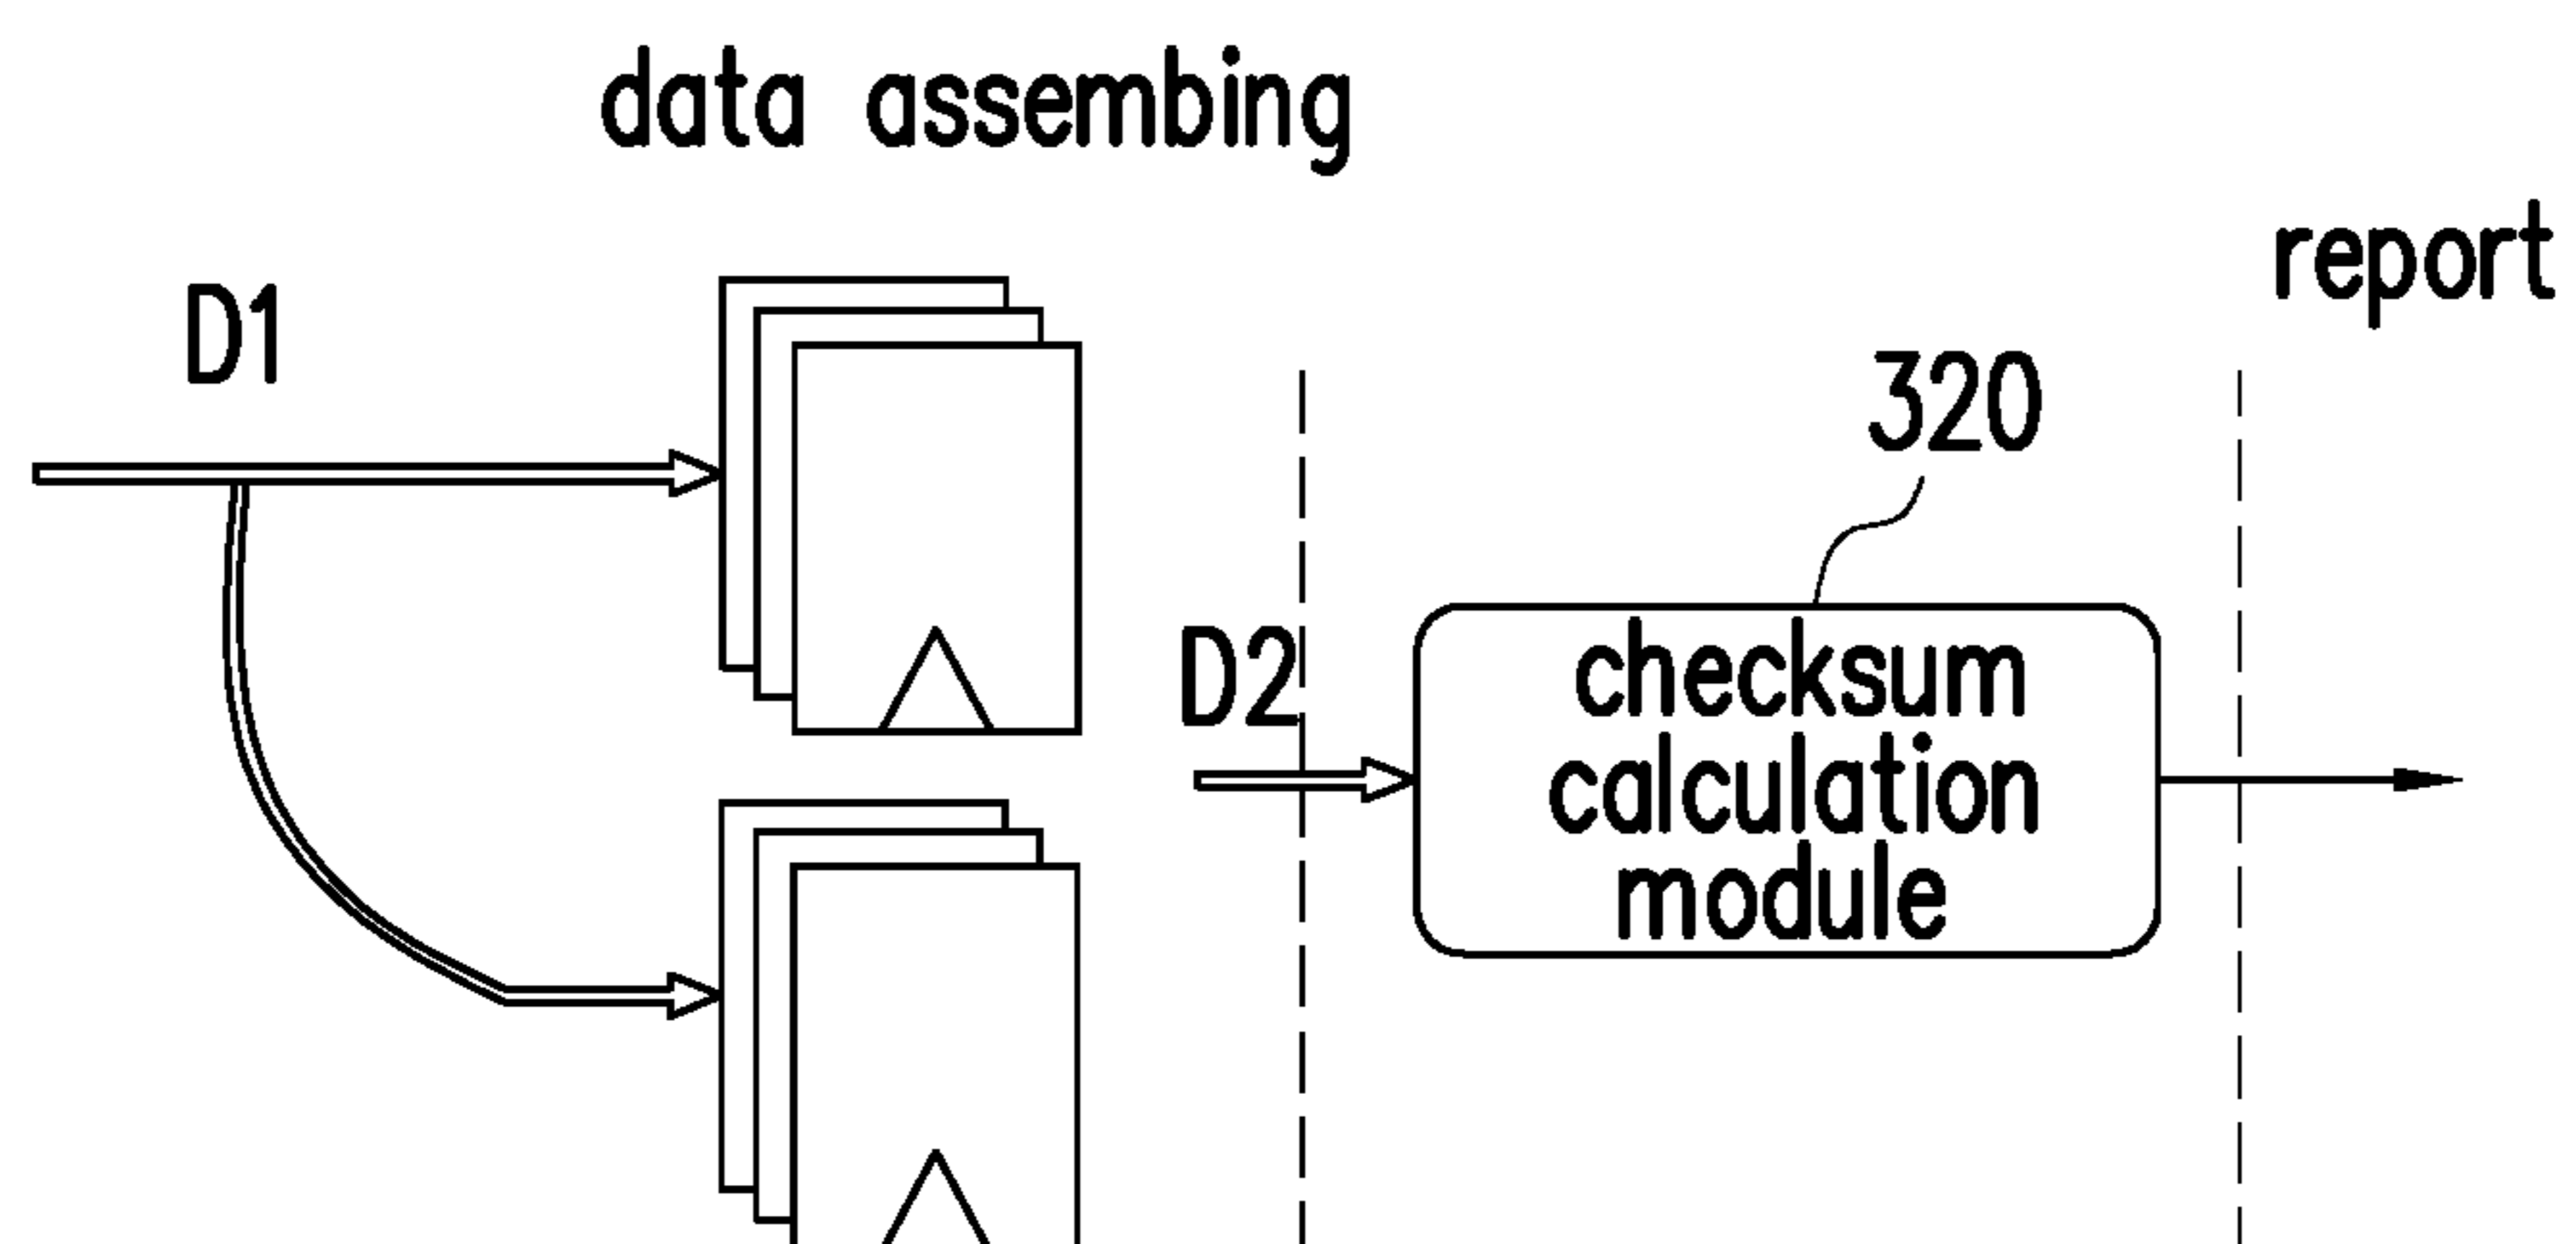 data assembing
report
D1
320
D2
checksum
calculation
module